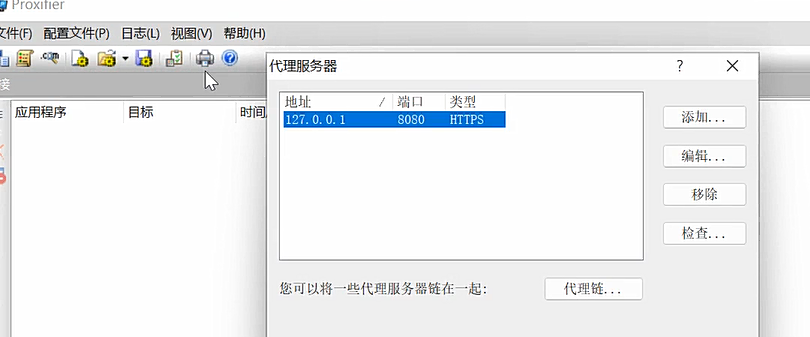 Proxifier
文件(F) 配置文件(P) 日志(L) 视图(V) 帮助(H)
接
应用程序 目标 时间
代理服务器
地址 / 端口 类型
127.0.0.1 8080 HTTPS
添加...
编辑...
移除
检查...
您可以将一些代理服务器链在一起:
代理链...